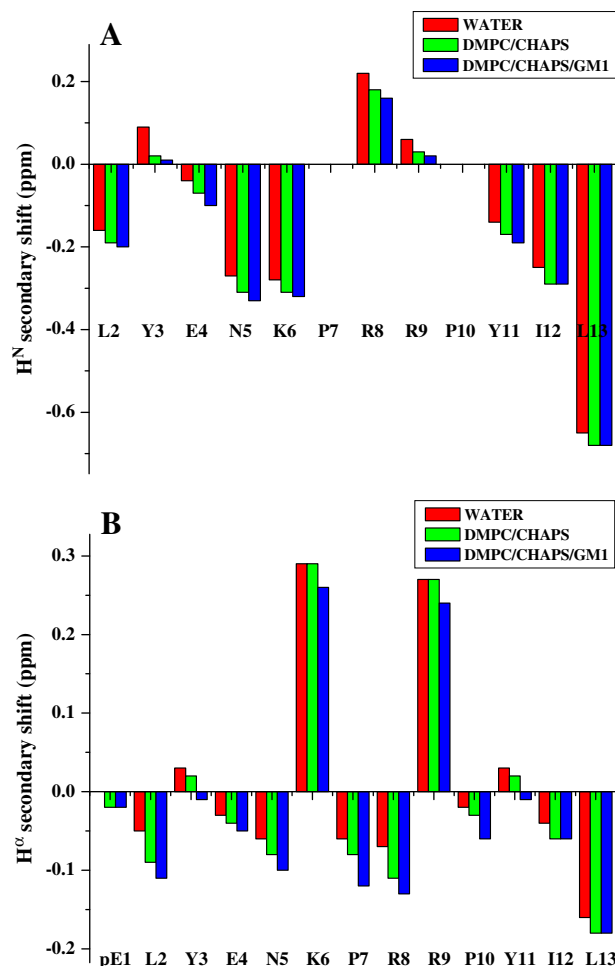 A
WATER
DMPC/CHAPS
DMPC/CHAPS/GM1
0.2
0.0
-0.2
-0.4
-0.6
H^N secondary shift (ppm)
L2 Y3 E4 N5 K6 P7 R8 R9 P10 Y11 I12 L13
B
WATER
DMPC/CHAPS
DMPC/CHAPS/GM1
0.3
0.2
0.1
0.0
-0.1
-0.2
H^α secondary shift (ppm)
pE1 L2 Y3 E4 N5 K6 P7 R8 R9 P10 Y11 I12 L13